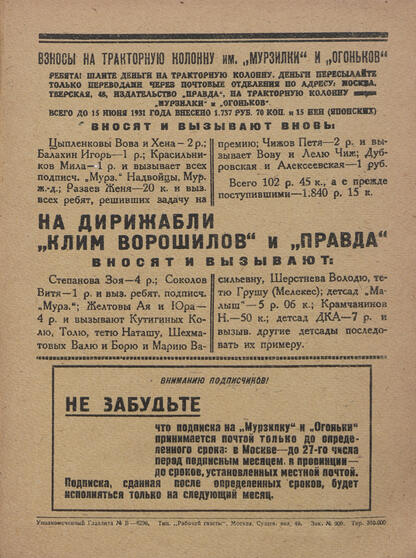 ВЗНОСЫ НА ТРАКТОРНУЮ КОЛОННУ им. „МУРЗИЛКИ" И „ОГОНЬКОВ"
РЕБЯТА! ШЛИТЕ ДЕНЬГИ НА ТРАКТОРНУЮ КОЛОННУ. ДЕНЬГИ ПЕРЕСЫЛАЙТЕ
ТОЛЬКО ПЕРЕВОДАМИ ЧЕРЕЗ ПОЧТОВЫЕ ОТДЕЛЕНИЯ ПО АДРЕСУ: МОСКВА,
ТВЕРСКАЯ, 48, ИЗДАТЕЛЬСТВО „ПРАВДА", НА ТРАКТОРНУЮ КОЛОННУ
„МУРЗИЛКИ" и „ОГОНЬКОВ".
ВСЕГО ДО 15 ИЮНЯ 1931 ГОДА ВНЕСЕНО 1.757 РУБ. 70 КОП. и 15 ИЕН (ЯПОНСКИХ)
ВНОСЯТ И ВЫЗЫВАЮТ ВНОВЬ:
Цыпленковы Вова и Хена – 2 р.;
Балахин Игорь—1 р.; Красильни-
ков Мила—1 р. и вызывает всех
подписч. „Мурз." Надвойцы, Мур.
ж.-д.; Разаев Женя—20 к. и выз.
всех ребят, решивших задачу на
премию; Чижов Петя—2 р. и вы-
зывает Вову и Лелю Чиж; Дуб-
ровская и Алексеевская—1 руб.
Всего 102 р. 45 к., а с прежде
поступившими—1.840 р. 15 к.
НА ДИРИЖАБЛИ
„КЛИМ ВОРОШИЛОВ" и „ПРАВДА"
ВНОСЯТ И ВЫЗЫВАЮТ:
Степанова Зоя—4 р.; Соколов
Витя—1 р. и выз. ребят. подписч.
„Мурз."; Желтовы Ая и Юра—
4 р. и вызывают Кутигиных Ко-
лю, Толю, тетю Наташу, Шехма-
товых Валю и Борю и Марию Ва-
сильевну, Шерстнева Володю, те-
тю Грушу (Мелекес); детсад „Ма-
лыш"—5 р. 06 к.; Крамчанинов
Н.—50 к.; детсад ДКА—7 р. и
вызыв. другие детсады последо-
вать их примеру.
ВНИМАНИЮ ПОДПИСЧИКОВ!
НЕ ЗАБУДЬТЕ
что подписка на „Мурзилку" и „Огоньки"
принимается почтой только до опреде-
ленного срока: в Москве—до 27-го числа
перед подписным месяцем, в провинции—
до сроков, установленных местной почтой.
Подписка, сданная после определенных сроков, будет
исполняться только на следующий месяц.
Уполномоченный Главлита № В—6296. Тип. „Рабочей газеты", Москва, Сущев. вал, 49. Зак. № 900. Тир. 310.000